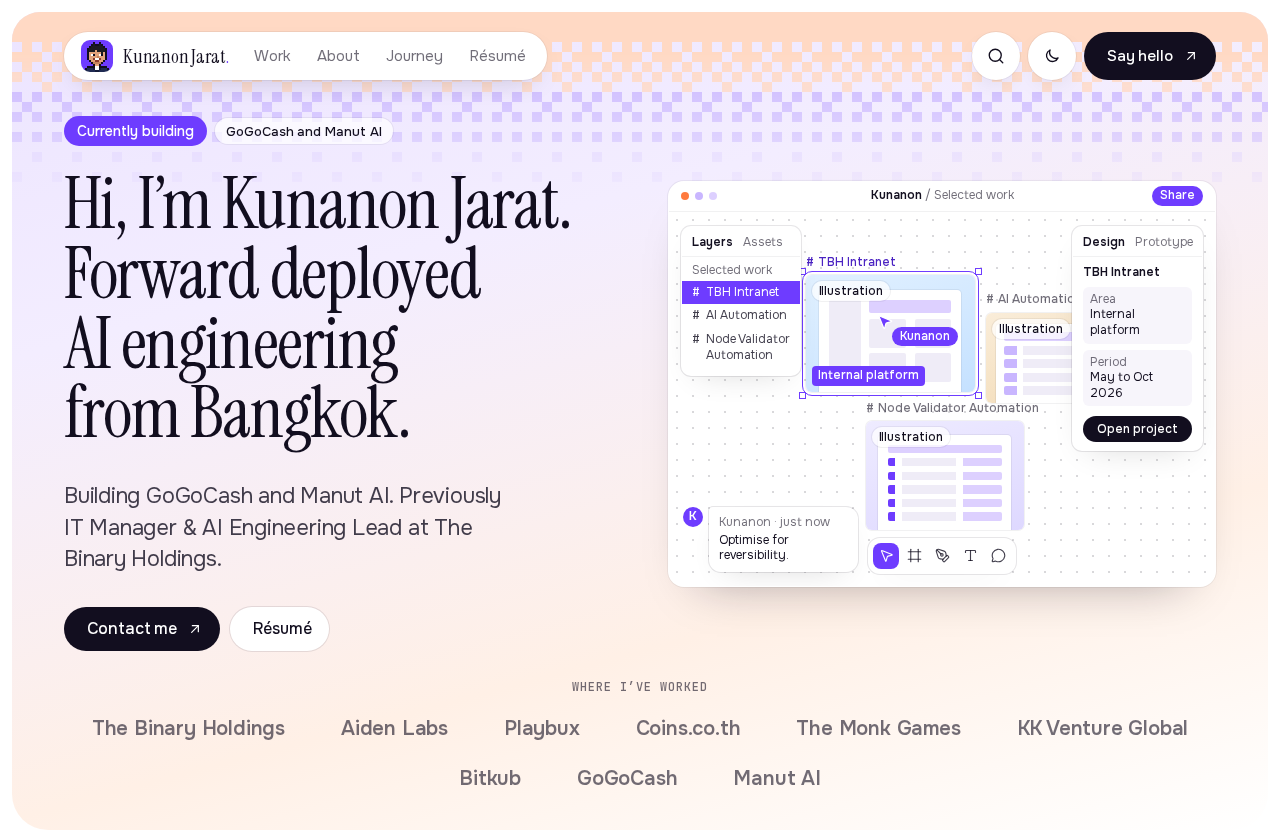 Kunanon Jarat.
Work
About
Journey
Résumé
Say hello
Currently building
GoGoCash and Manut AI
Hi, I’m Kunanon Jarat.
Forward deployed
AI engineering
from Bangkok.
Building GoGoCash and Manut AI. Previously
IT Manager & AI Engineering Lead at The
Binary Holdings.
Contact me
Résumé
Kunanon / Selected work
Share
Layers
Assets
Selected work
# TBH Intranet
# AI Automation
# Node Validator
Automation
# TBH Intranet
Illustration
Kunanon
Internal platform
# AI Automatio
Illustration
# Node Validator Automation
Illustration
Design
Prototype
TBH Intranet
Area
Internal
platform
Period
May to Oct
2026
Open project
K
Kunanon · just now
Optimise for
reversibility.
WHERE I’VE WORKED
The Binary Holdings
Aiden Labs
Playbux
Coins.co.th
The Monk Games
KK Venture Global
Bitkub
GoGoCash
Manut AI